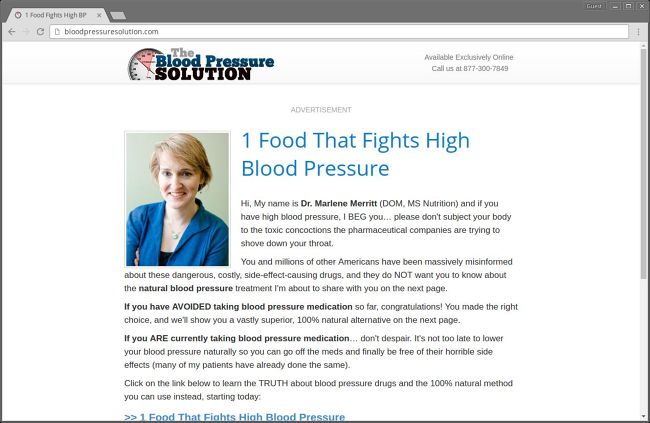 Guest
1 Food Fights High BP
bloodpressuresolution.com
The
Blood Pressure
SOLUTION
Available Exclusively Online
Call us at 877-300-7849
ADVERTISEMENT
1 Food That Fights High
Blood Pressure
Hi, My name is Dr. Marlene Merritt (DOM, MS Nutrition) and if you
have high blood pressure, I BEG you… please don't subject your body
to the toxic concoctions the pharmaceutical companies are trying to
shove down your throat.
You and millions of other Americans have been massively misinformed
about these dangerous, costly, side-effect-causing drugs, and they do NOT want you to know about
the natural blood pressure treatment I'm about to share with you on the next page.
If you have AVOIDED taking blood pressure medication so far, congratulations! You made the right
choice, and we'll show you a vastly superior, 100% natural alternative on the next page.
If you ARE currently taking blood pressure medication… don't despair. It's not too late to lower
your blood pressure naturally so you can go off the meds and finally be free of their horrible side
effects (many of my patients have already done the same).
Click on the link below to learn the TRUTH about blood pressure drugs and the 100% natural method
you can use instead, starting today:
>> 1 Food That Fights High Blood Pressure